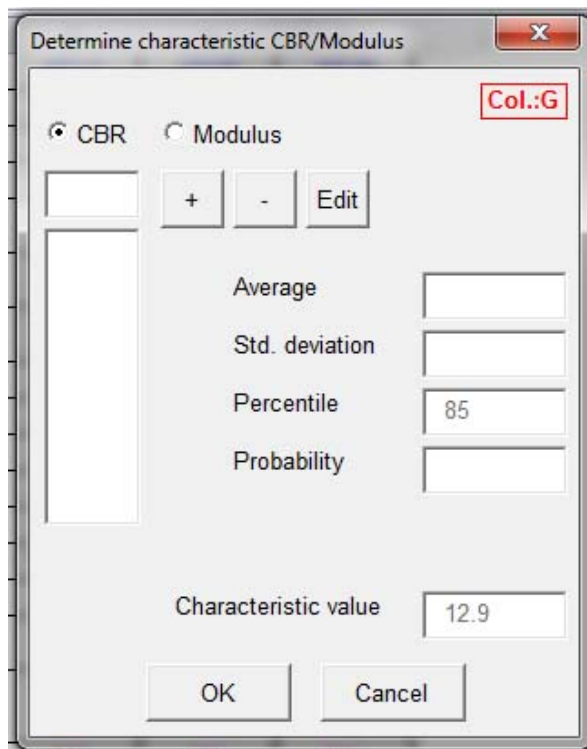 Determine characteristic CBR/Modulus
x
Col.:G
CBR Modulus
+ - Edit
Average
Std. deviation
Percentile 85
Probability
Characteristic value 12.9
OK Cancel